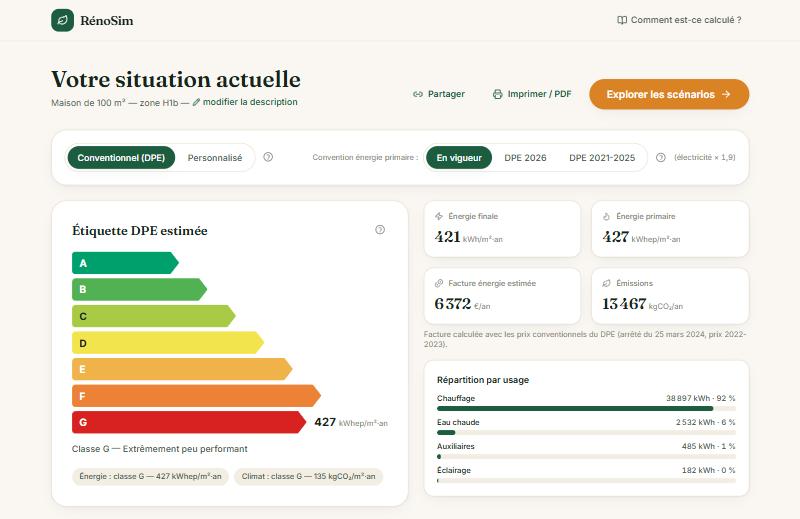 RénoSim
Comment est-ce calculé ?
Votre situation actuelle
Maison de 100 m² — zone H1b — modifier la description
Partager
Imprimer / PDF
Explorer les scénarios →
Conventionnel (DPE)
Personnalisé
Convention énergie primaire :
En vigueur
DPE 2026
DPE 2021-2025
(électricité × 1,9)
Étiquette DPE estimée
A
B
C
D
E
F
G
427 kWhep/m²·an
Classe G — Extrêmement peu performant
Énergie : classe G — 427 kWhep/m²·an
Climat : classe G — 135 kgCO₂/m²·an
Énergie finale
421 kWh/m²·an
Énergie primaire
427 kWhep/m²·an
Facture énergie estimée
6 372 €/an
Émissions
13 467 kgCO₂/an
Facture calculée avec les prix conventionnels du DPE (arrêté du 25 mars 2024, prix 2022-
2023).
Répartition par usage
Chauffage 38 897 kWh · 92 %
Eau chaude 2 532 kWh · 6 %
Auxiliaires 485 kWh · 1 %
Éclairage 182 kWh · 0 %